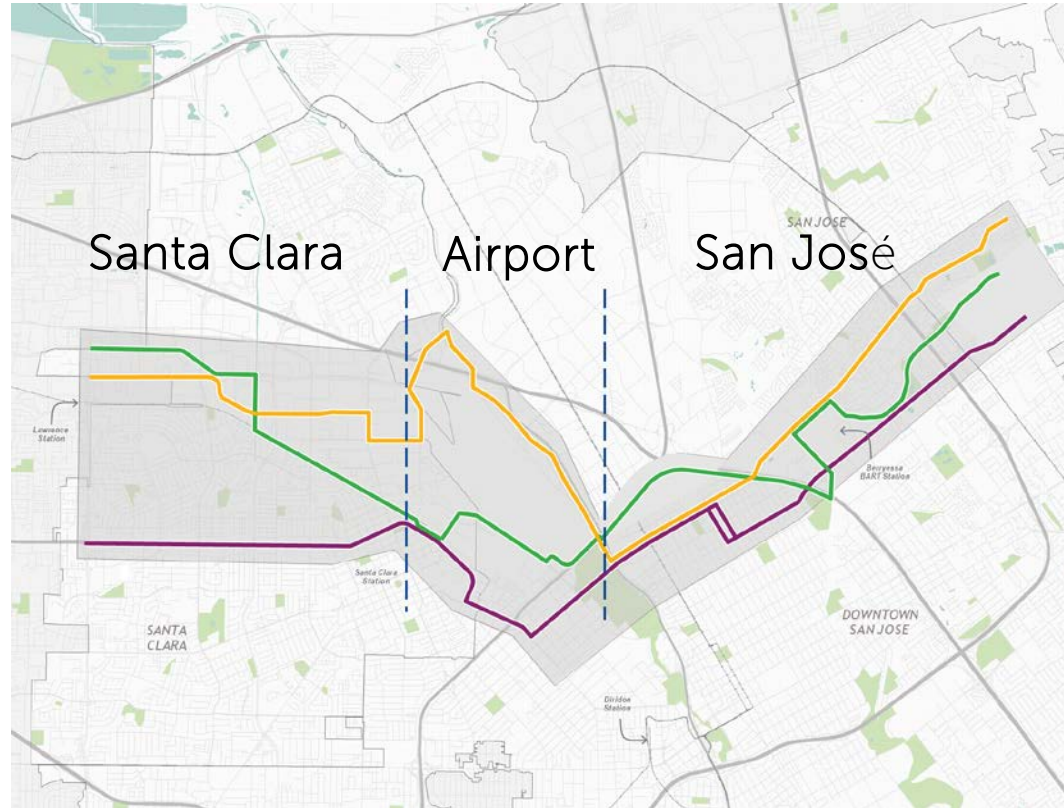 SAN JOSE
Santa Clara
Airport
San José
Lawrence
Station
Berryessa
BART Station
Santa Clara
Station
SANTA
CLARA
DOWNTOWN
SAN JOSE
Diridon
Station